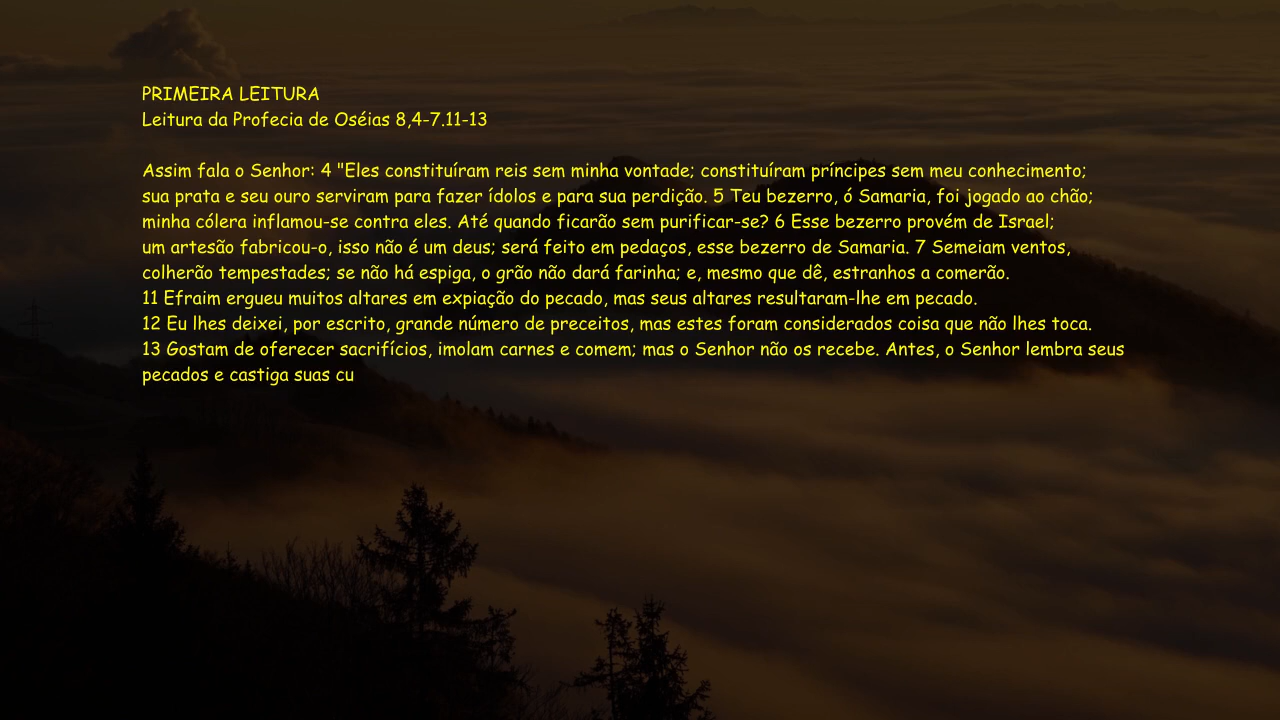 PRIMEIRA LEITURA
Leitura da Profecia de Oséias 8,4-7.11-13
Assim fala o Senhor: 4 "Eles constituíram reis sem minha vontade; constituíram príncipes sem meu conhecimento;
sua prata e seu ouro serviram para fazer ídolos e para sua perdição. 5 Teu bezerro, ó Samaria, foi jogado ao chão;
minha cólera inflamou-se contra eles. Até quando ficarão sem purificar-se? 6 Esse bezerro provém de Israel;
um artesão fabricou-o, isso não é um deus; será feito em pedaços, esse bezerro de Samaria. 7 Semeiam ventos,
colherão tempestades; se não há espiga, o grão não dará farinha; e, mesmo que dê, estranhos a comerão.
11 Efraim ergueu muitos altares em expiação do pecado, mas seus altares resultaram-lhe em pecado.
12 Eu lhes deixei, por escrito, grande número de preceitos, mas estes foram considerados coisa que não lhes toca.
13 Gostam de oferecer sacrifícios, imolam carnes e comem; mas o Senhor não os recebe. Antes, o Senhor lembra seus
pecados e castiga suas cu